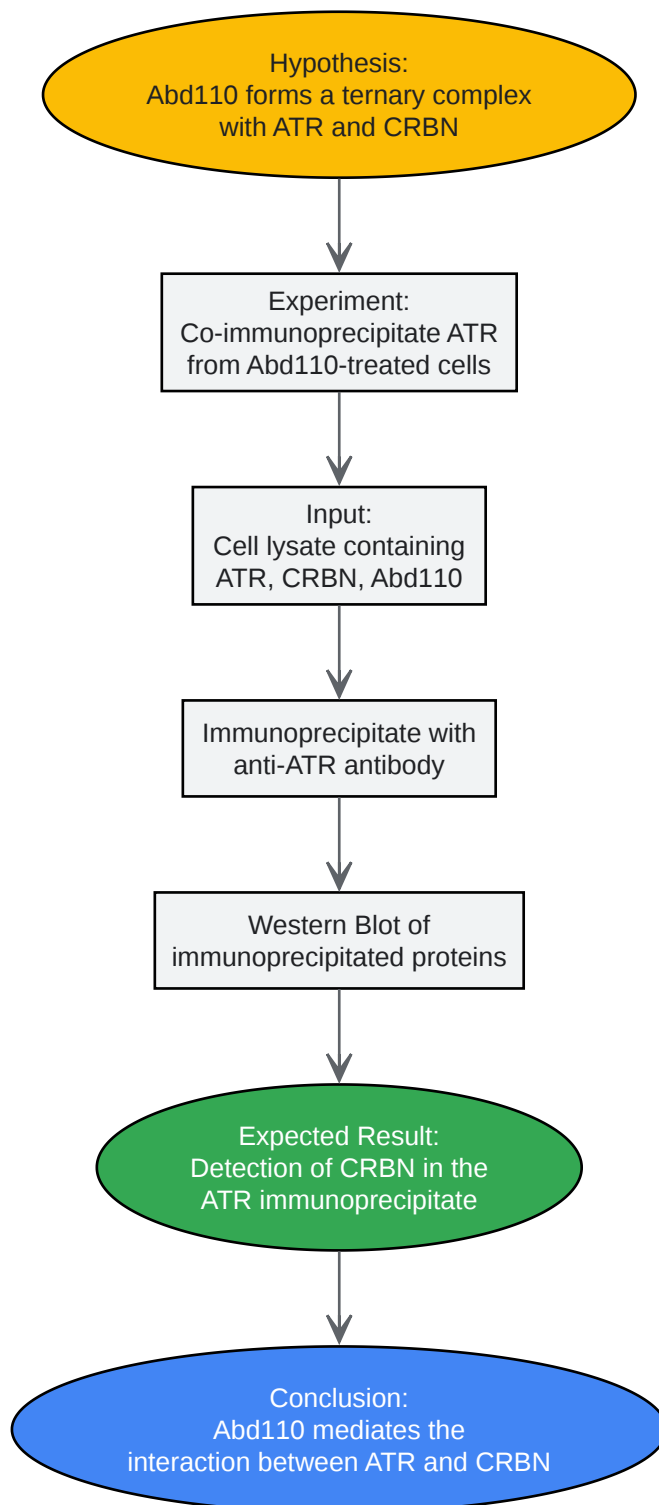 Hypothesis:
Abd110 forms a ternary complex
with ATR and CRBN
Experiment:
Co-immunoprecipitate ATR
from Abd110-treated cells
Input:
Cell lysate containing
ATR, CRBN, Abd110
Immunoprecipitate with
anti-ATR antibody
Western Blot of
immunoprecipitated proteins
Expected Result:
Detection of CRBN in the
ATR immunoprecipitate
Conclusion:
Abd110 mediates the
interaction between ATR and CRBN